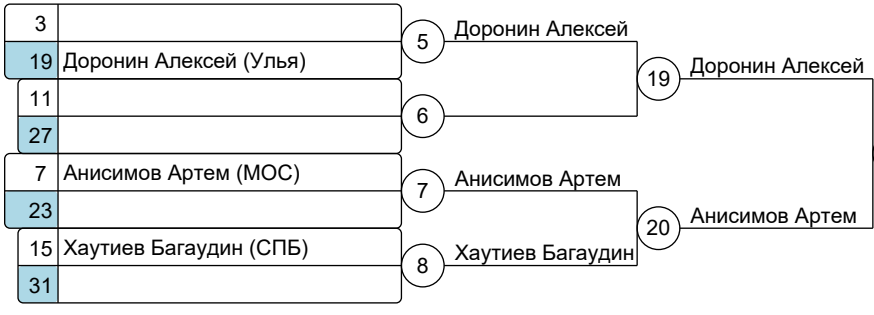 3
19 Доронин Алексей (Улья)
11
27
7 Анисимов Артем (МОС)
23
15 Хаутиев Багаудин (СПБ)
31
5 Доронин Алексей
6
7 Анисимов Артем
8 Хаутиев Багаудин
19 Доронин Алексей
20 Анисимов Артем